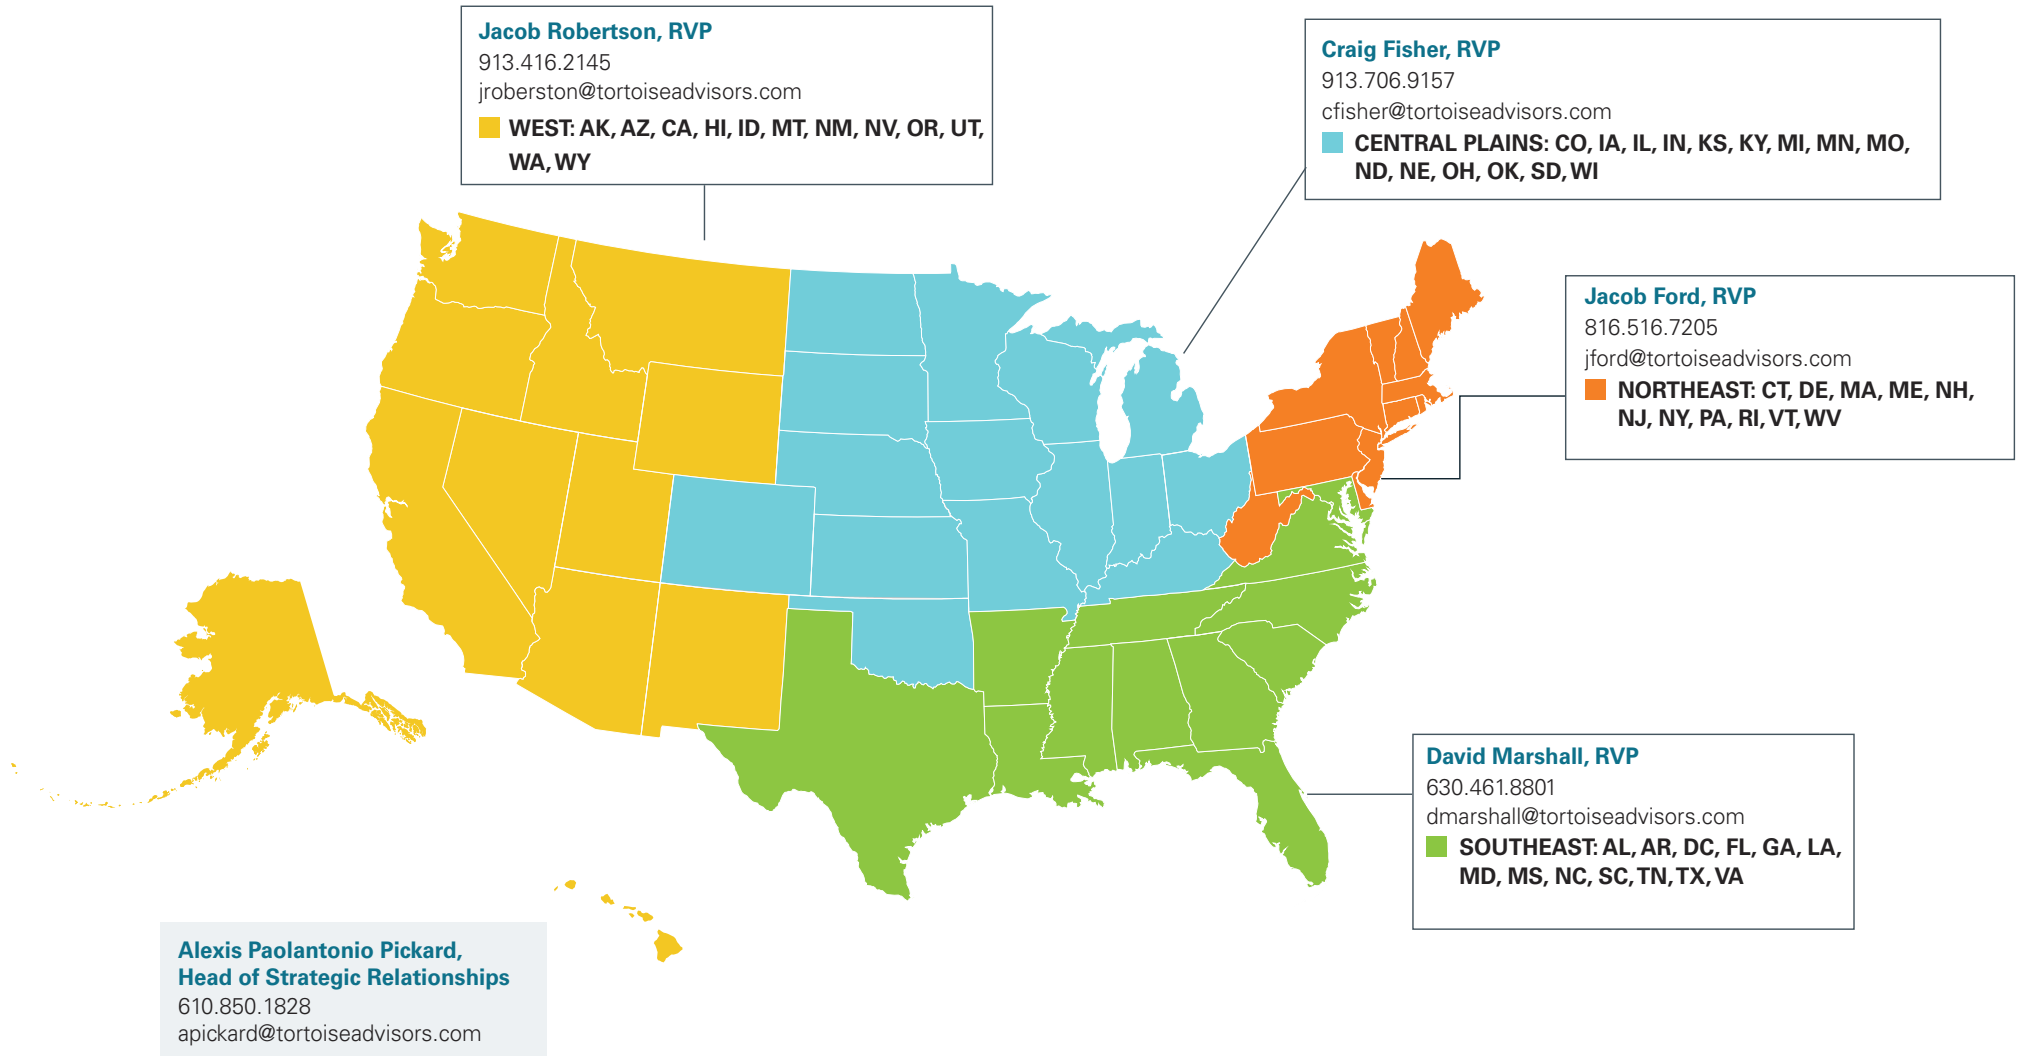 Jacob Robertson, RVP
913.416.2145
jroberston@tortoiseadvisors.com
WEST: AK, AZ, CA, HI, ID, MT, NM, NV, OR, UT,
WA, WY
Craig Fisher, RVP
913.706.9157
cfisher@tortoiseadvisors.com
CENTRAL PLAINS: CO, IA, IL, IN, KS, KY, MI, MN, MO,
ND, NE, OH, OK, SD, WI
Jacob Ford, RVP
816.516.7205
jford@tortoiseadvisors.com
NORTHEAST: CT, DE, MA, ME, NH,
NJ, NY, PA, RI, VT, WV
David Marshall, RVP
630.461.8801
dmarshall@tortoiseadvisors.com
SOUTHEAST: AL, AR, DC, FL, GA, LA,
MD, MS, NC, SC, TN, TX, VA
Alexis Paolantonio Pickard,
Head of Strategic Relationships
610.850.1828
apickard@tortoiseadvisors.com